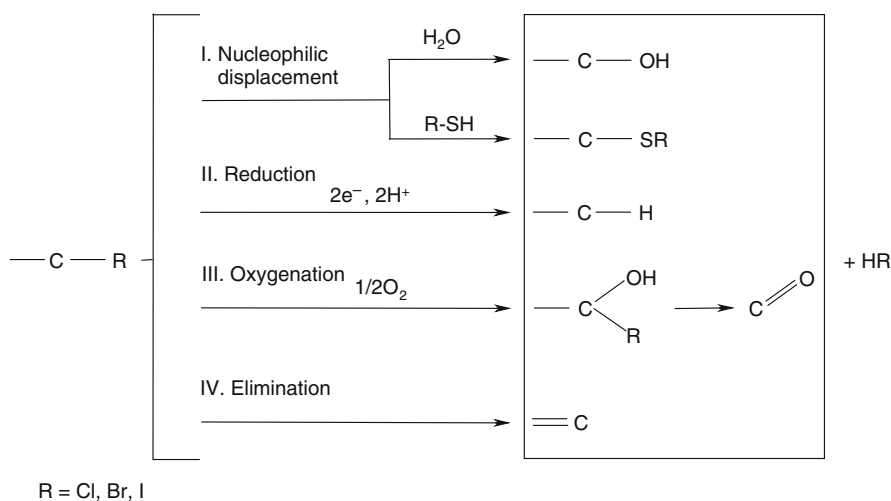 I. Nucleophilic
displacement
H₂O
— C — OH
R-SH
— C — SR
II. Reduction
2e⁻, 2H⁺
— C — H
— C — R
III. Oxygenation
1/2O₂
OH
— C
R
C
O
+ HR
IV. Elimination
C
R = Cl, Br, I